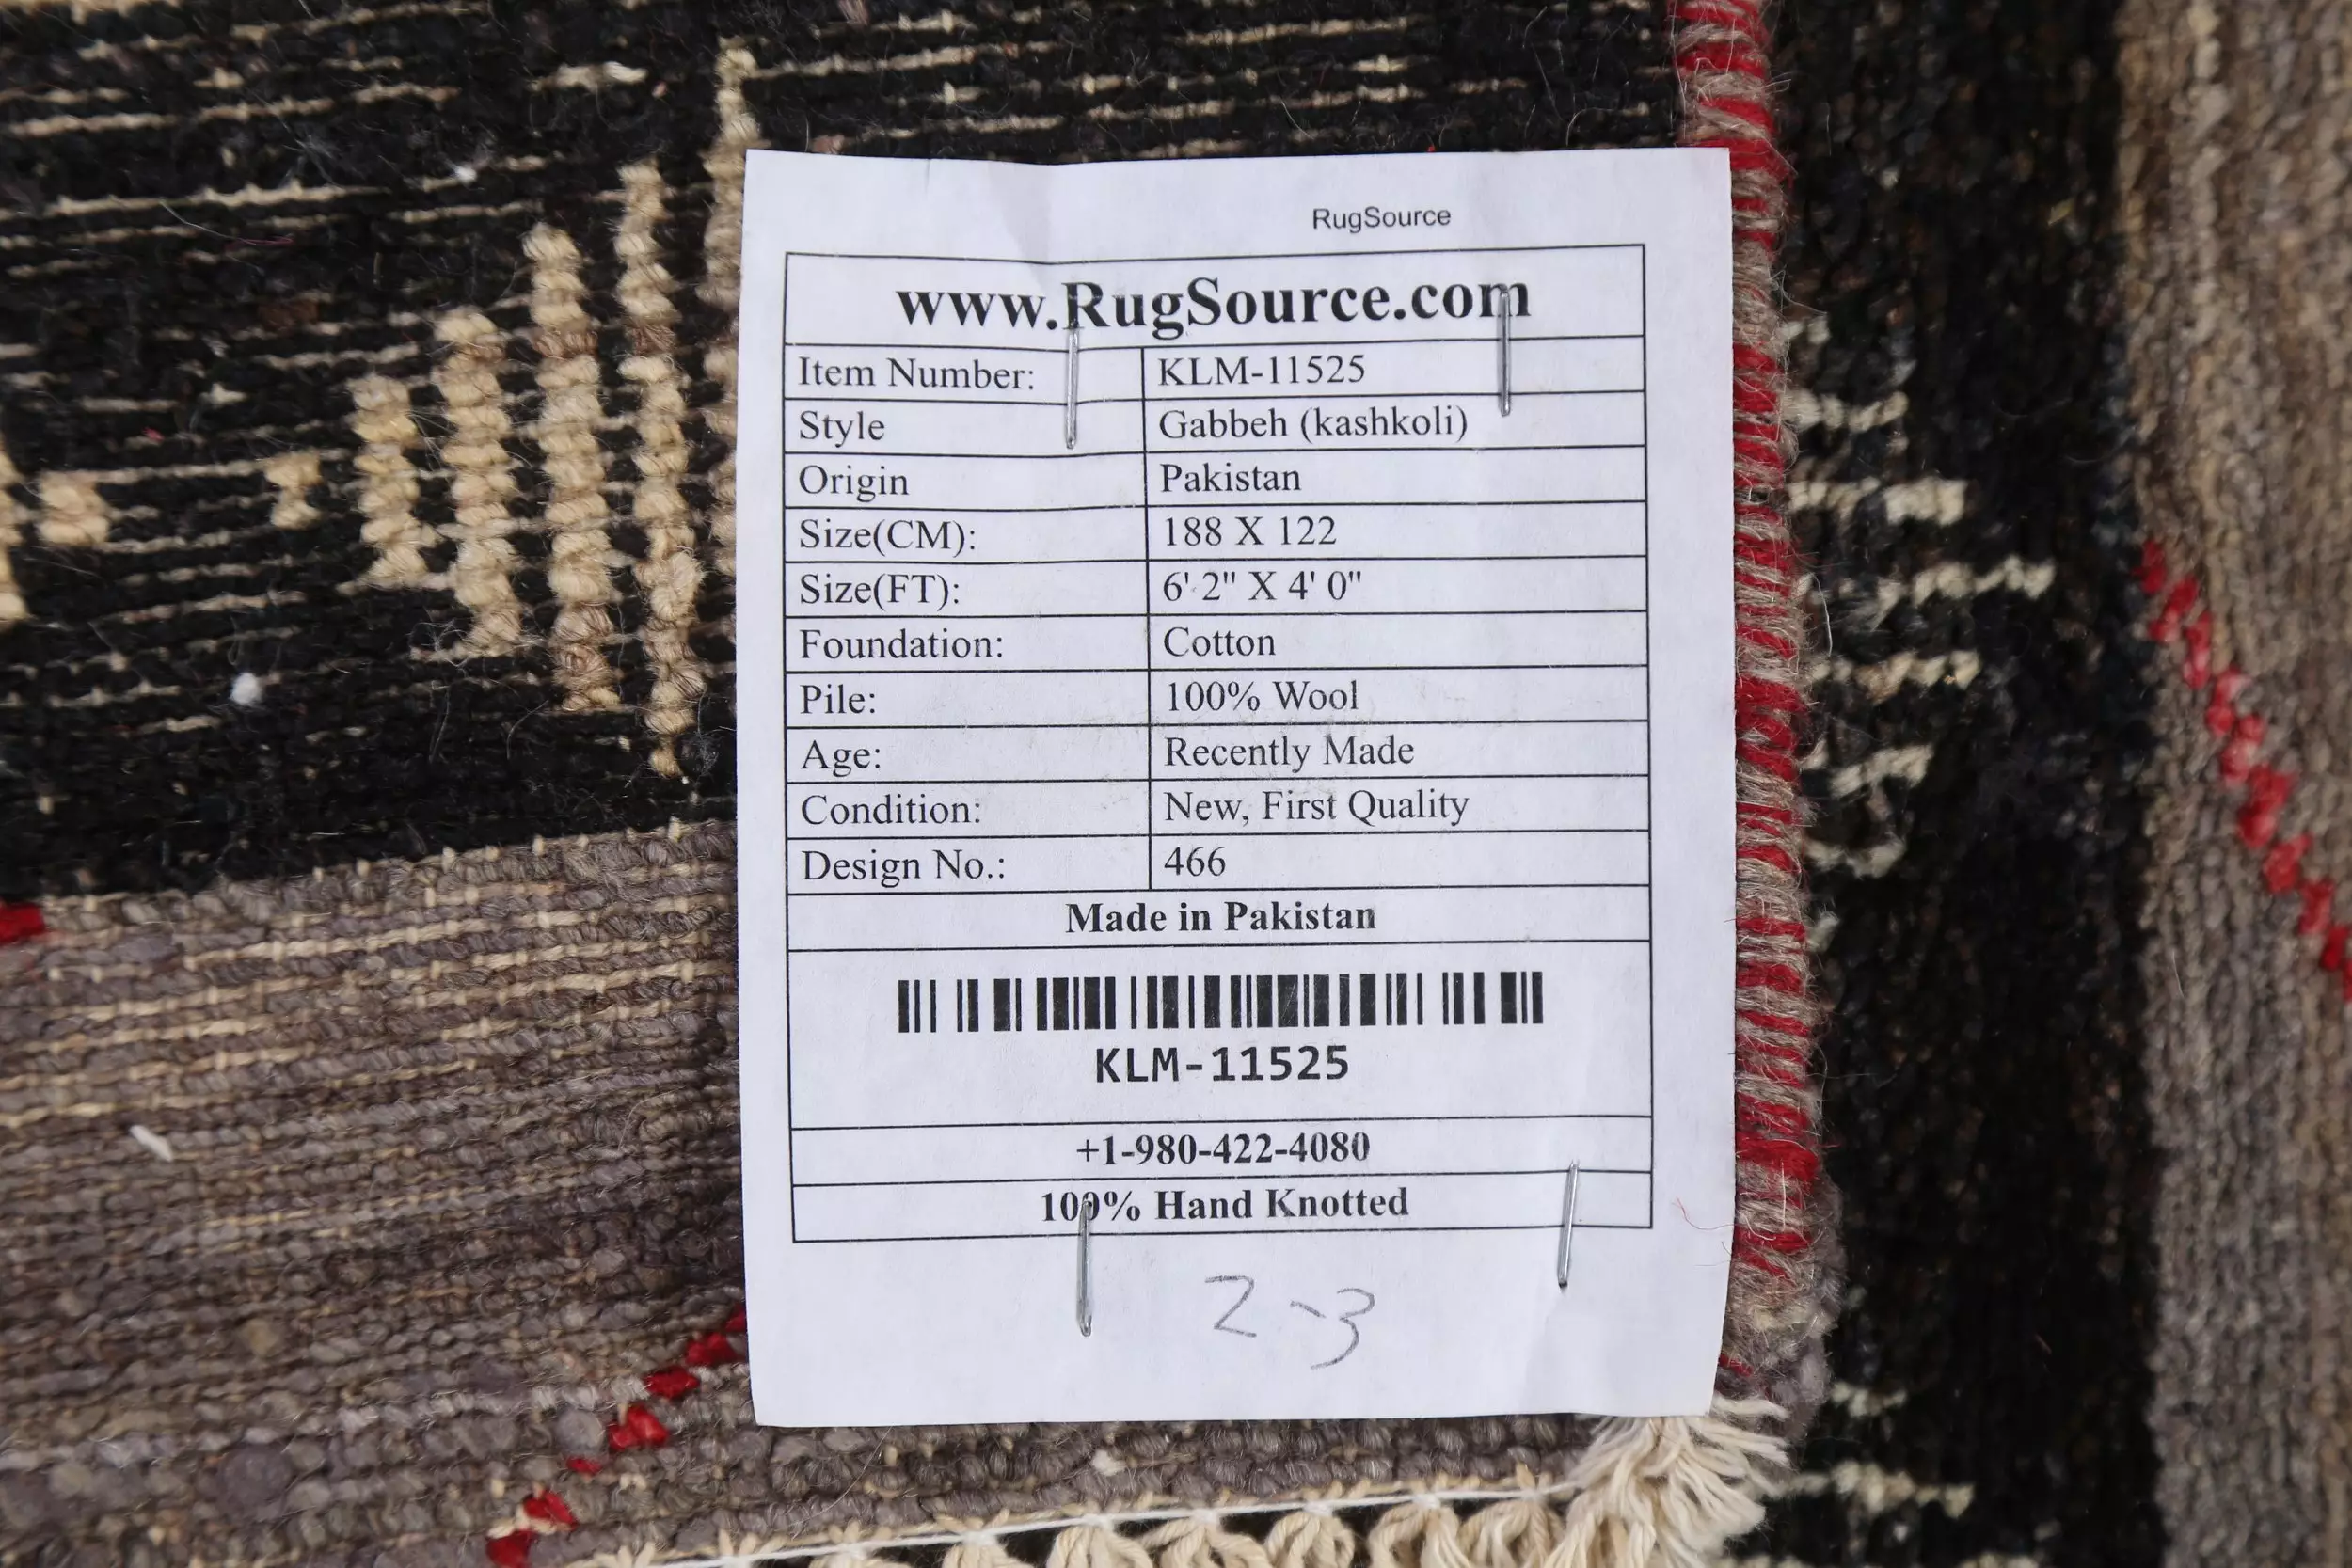 RugSource
www.RugSource.com
Item Number: KLM-11525
Style Gabbeh (kashkoli)
Origin Pakistan
Size(CM): 188 X 122
Size(FT): 6' 2" X 4' 0"
Foundation: Cotton
Pile: 100% Wool
Age: Recently Made
Condition: New, First Quality
Design No.: 466
Made in Pakistan
KLM-11525
+1-980-422-4080
100% Hand Knotted
2-3